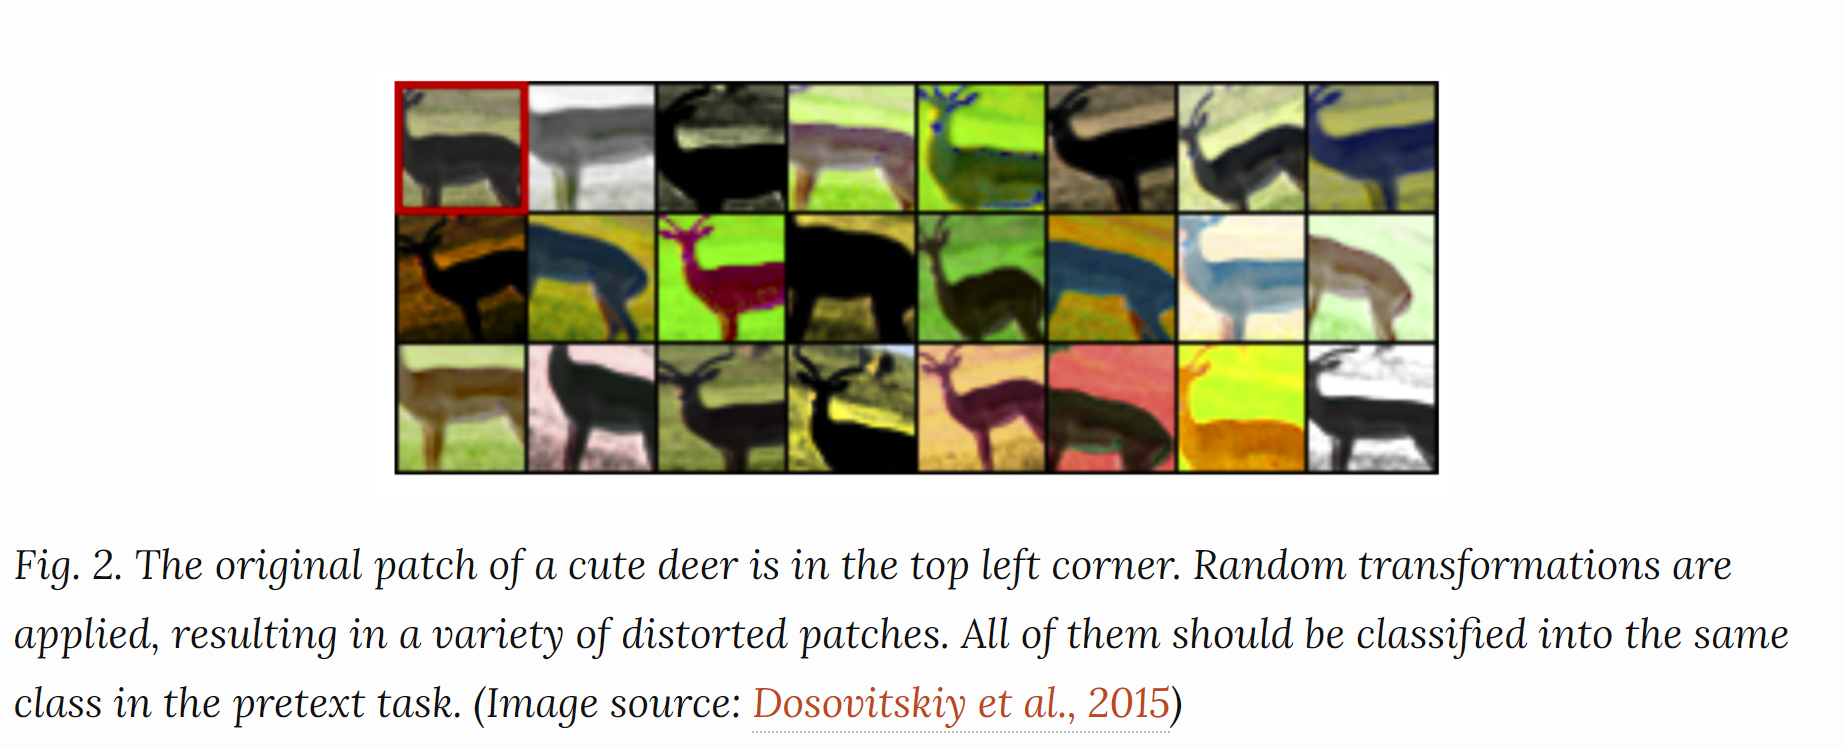 Fig. 2. The original patch of a cute deer is in the top left corner. Random transformations are
applied, resulting in a variety of distorted patches. All of them should be classified into the same
class in the pretext task. (Image source: Dosovitskiy et al., 2015)